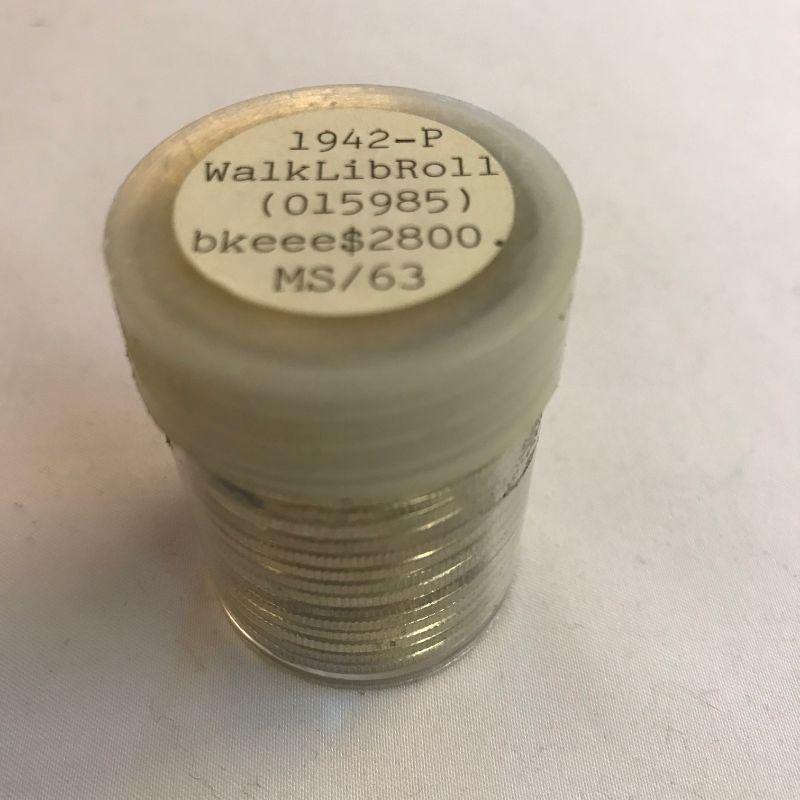 1942-P
WalkLibRoll
(015985)
bkeee$2800.
MS/63